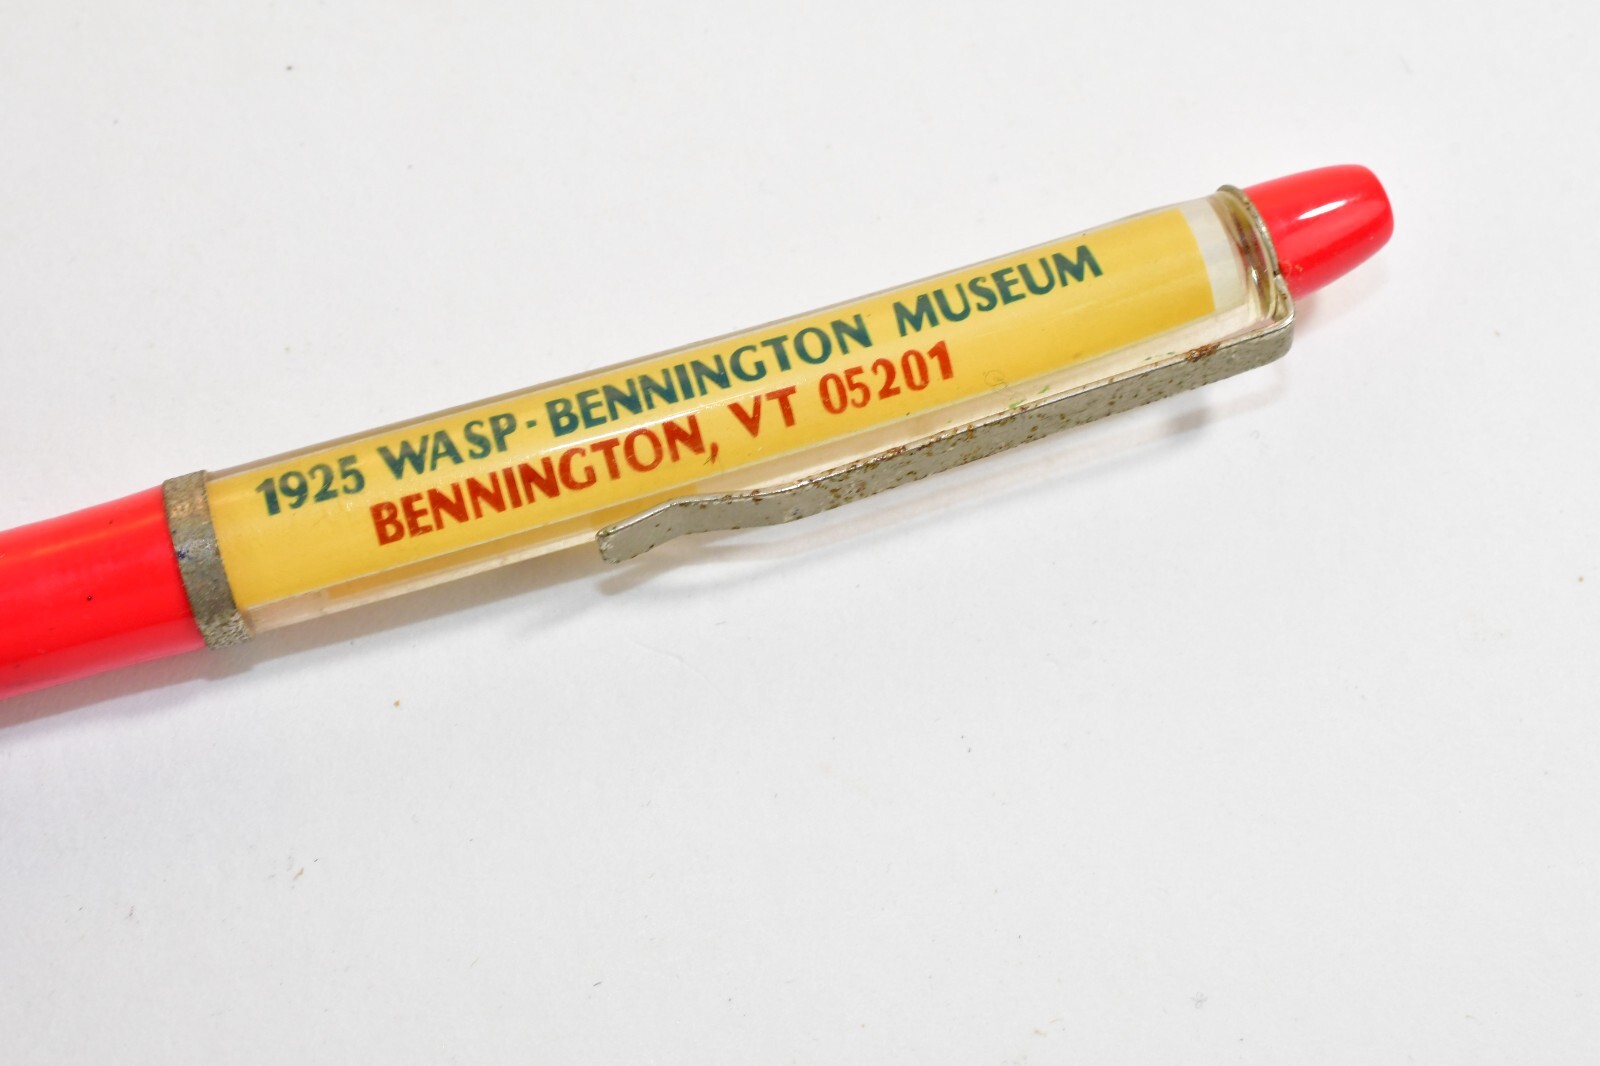 1925 WASP-BENNINGTON MUSEUM
BENNINGTON, VT 05201